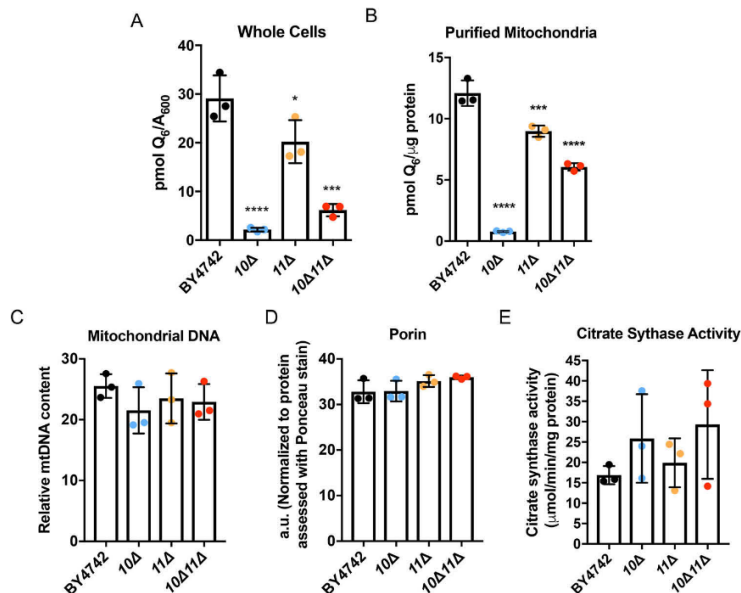 A
Whole Cells
pmol Q6/A600
40
30
20
10
0
*
****
***
BY4742
10Δ
11Δ
10Δ11Δ
B
Purified Mitochondria
pmol Q6/μg protein
15
10
5
0
***
****
****
BY4742
10Δ
11Δ
10Δ11Δ
C
Mitochondrial DNA
Relative mtDNA content
30
20
10
0
BY4742
10Δ
11Δ
10Δ11Δ
D
Porin
a.u. (Normalized to protein
assessed with Ponceau stain)
40
30
20
10
0
BY4742
10Δ
11Δ
10Δ11Δ
E
Citrate Sythase Activity
Citrate synthase activity
(μmol/min/mg protein)
45
40
35
30
25
20
15
10
5
0
BY4742
10Δ
11Δ
10Δ11Δ